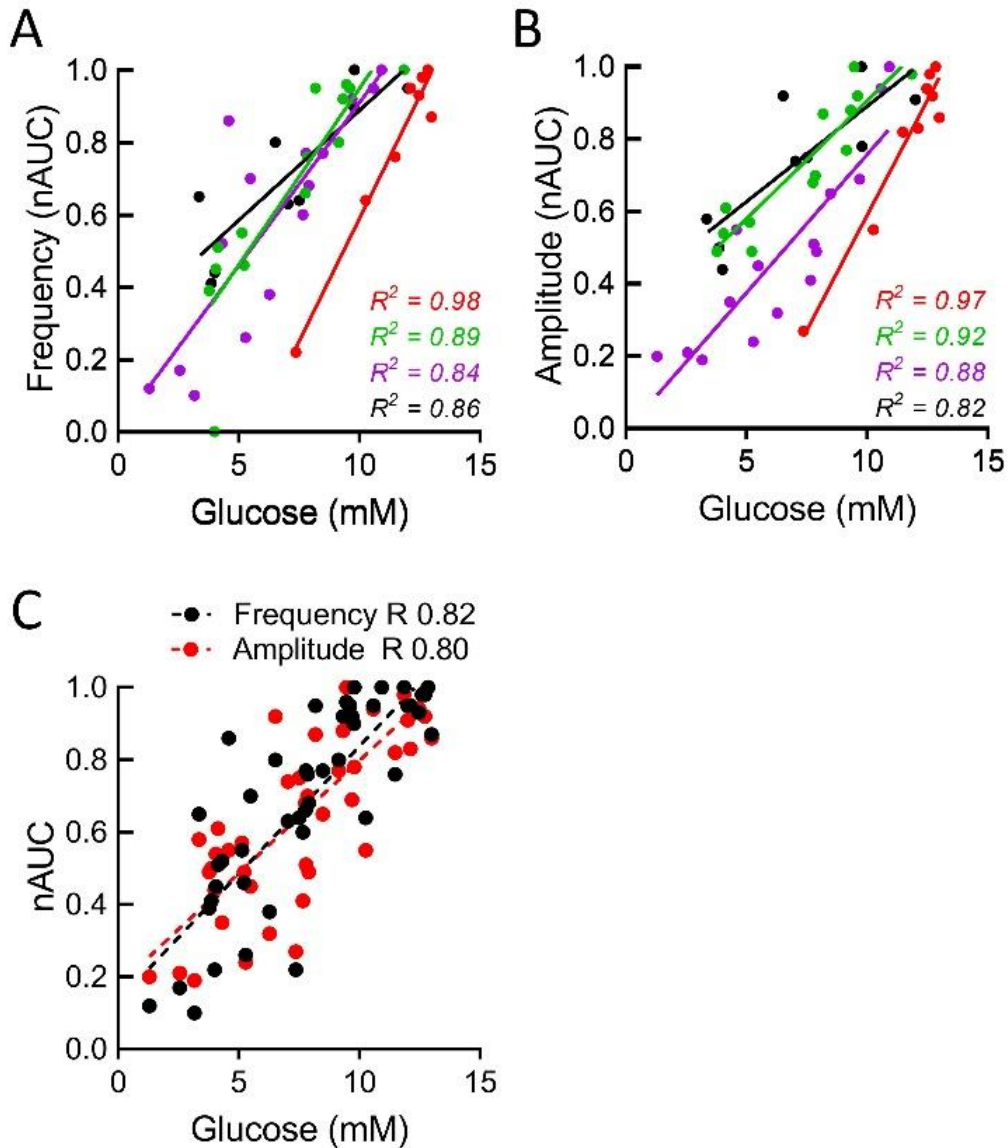 A
Frequency (nAUC)
1.0
0.8
0.6
0.4
0.2
0.0
R² = 0.98
R² = 0.89
R² = 0.84
R² = 0.86
0 5 10 15
Glucose (mM)
B
Amplitude (nAUC)
1.0
0.8
0.6
0.4
0.2
0.0
R² = 0.97
R² = 0.92
R² = 0.88
R² = 0.82
0 5 10 15
Glucose (mM)
C
Frequency R 0.82
Amplitude R 0.80
nAUC
1.0
0.8
0.6
0.4
0.2
0.0
0 5 10 15
Glucose (mM)